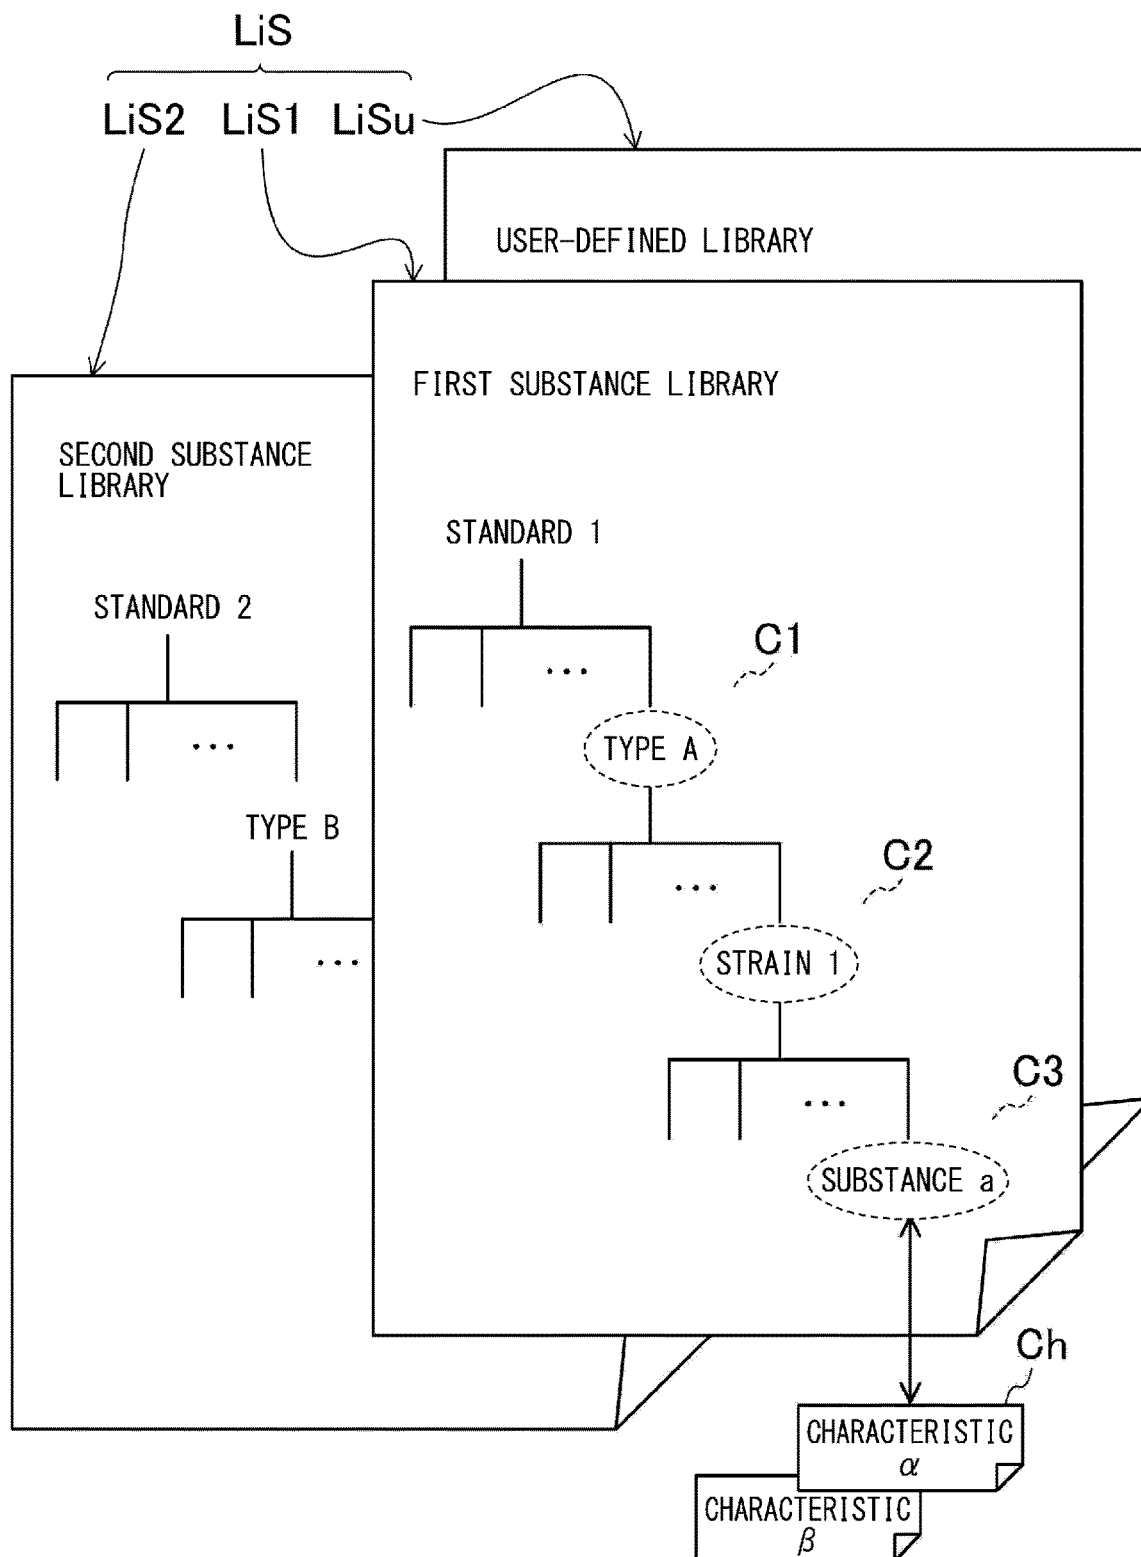 LiS
LiS2 LiS1 LiSu
USER-DEFINED LIBRARY
FIRST SUBSTANCE LIBRARY
SECOND SUBSTANCE
LIBRARY
STANDARD 1
STANDARD 2
C1
...
...
TYPE A
TYPE B
C2
...
...
STRAIN 1
C3
...
SUBSTANCE a
Ch
CHARACTERISTIC
α
CHARACTERISTIC
β